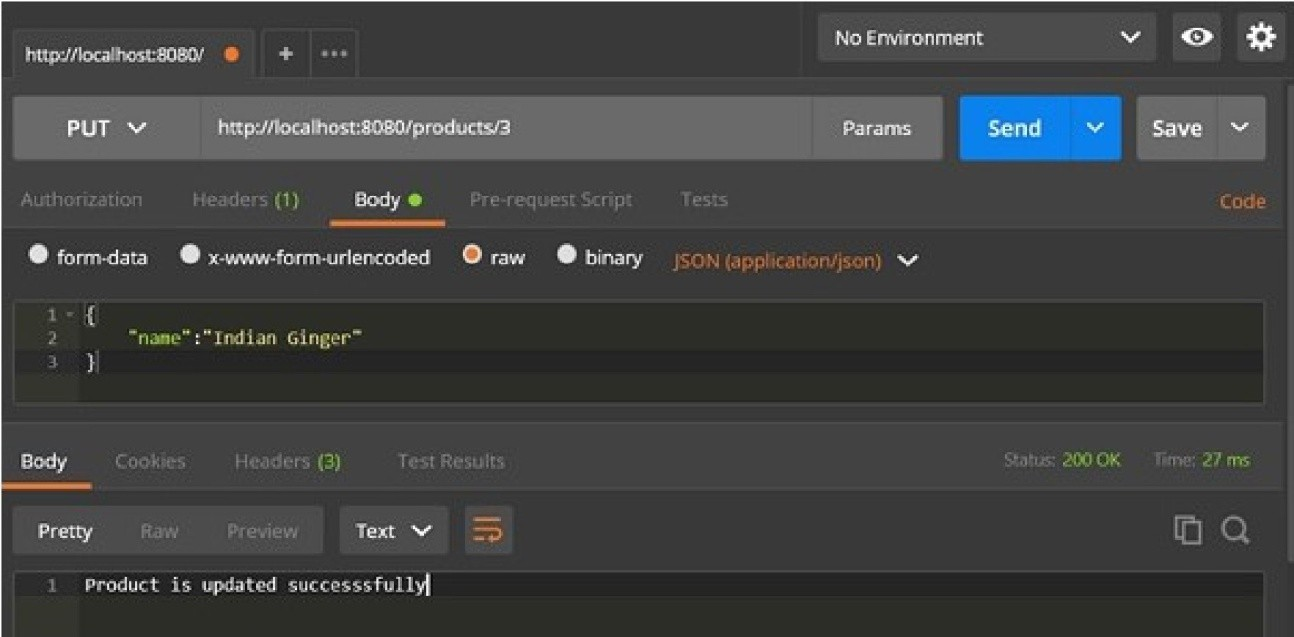 http://localhost:8080/ + •••
No Environment
PUT http://localhost:8080/products/3 Params Send Save
Authorization Headers (1) Body Pre-request Script Tests Code
form-data x-www-form-urlencoded raw binary JSON (application/json)
1 {
2 "name":"Indian Ginger"
3 }
Body Cookies Headers (3) Test Results Status: 200 OK Time: 27 ms
Pretty Raw Preview Text
1 Product is updated successsfully